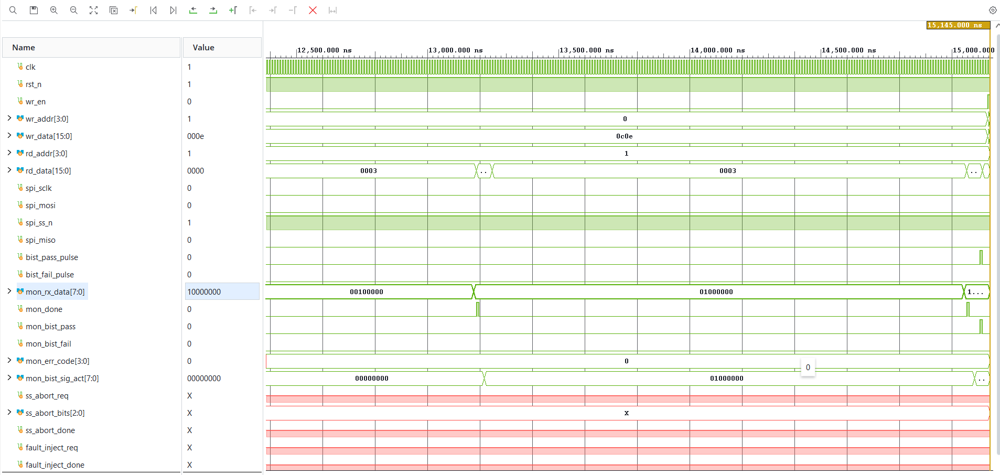 15,145.000 ns
Name Value
12,500.000 ns 13,000.000 ns 13,500.000 ns 14,000.000 ns 14,500.000 ns 15,000.000
clk 1
rst_n 1
wr_en 0
wr_addr[3:0] 1 0
wr_data[15:0] 000e 0c0e
rd_addr[3:0] 1 1
rd_data[15:0] 0000 0003 .. 0003 ..
spi_sclk 0
spi_mosi 0
spi_ss_n 1
spi_miso 0
bist_pass_pulse 0
bist_fail_pulse 0
mon_rx_data[7:0] 10000000 00100000 01000000 1...
mon_done 0
mon_bist_pass 0
mon_bist_fail 0
mon_err_code[3:0] 0 0
0
mon_bist_sig_act[7:0] 00000000 00000000 01000000 ..
ss_abort_req X
ss_abort_bits[2:0] X X
ss_abort_done X
fault_inject_req X
fault_inject_done X